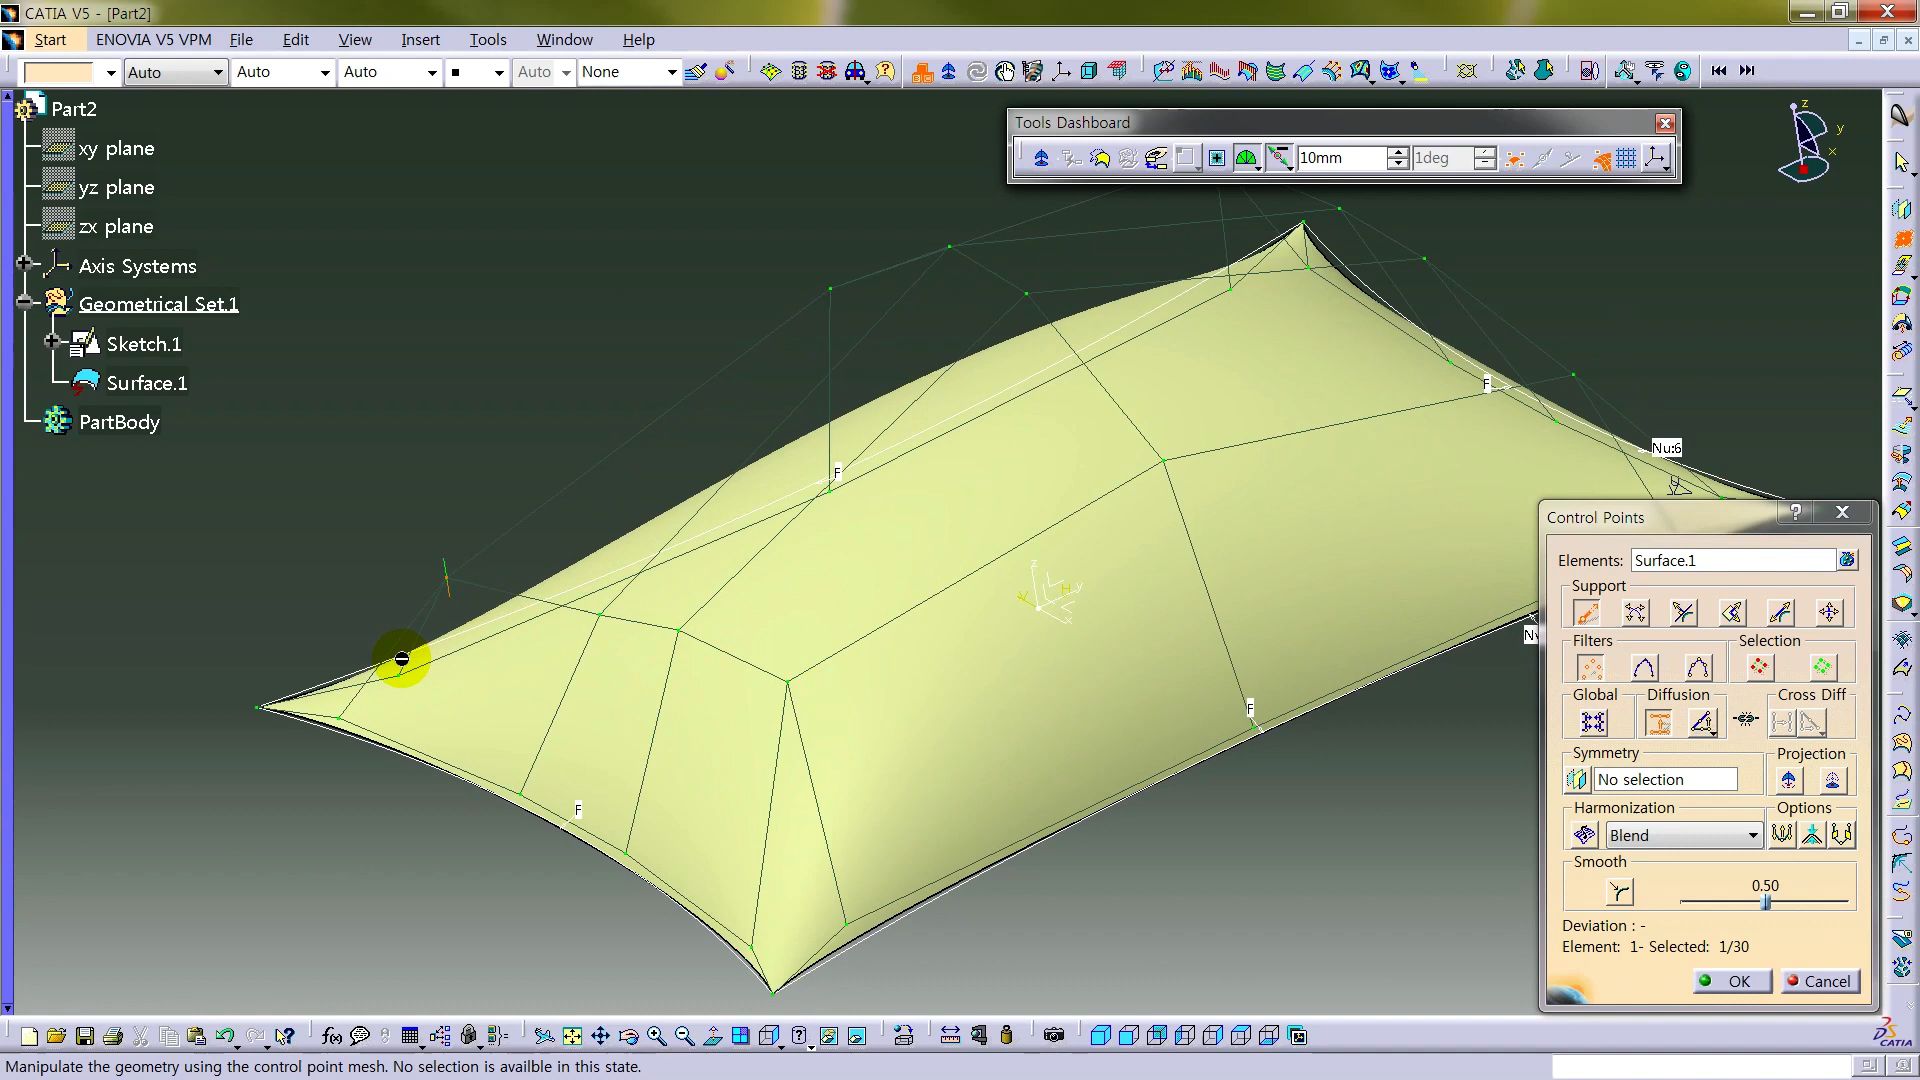 CATIA V5 - [Part2]
Start ENOVIA V5 VPM File Edit View Insert Tools Window Help
Auto Auto Auto Auto None
Part2
xy plane
yz plane
zx plane
Axis Systems
Geometrical Set.1
Sketch.1
Surface.1
PartBody
Tools Dashboard
10mm 1deg
z
y
x
F
Nu:6
F
z
y
H
V
x
F
F
Control Points
Elements: Surface.1
Support
Filters Selection
Global Diffusion Cross Diff
Symmetry Projection
No selection
Harmonization Options
Blend
Smooth
0.50
Deviation : -
Element: 1- Selected: 1/30
OK Cancel
CATIA
Manipulate the geometry using the control point mesh. No selection is availble in this state.